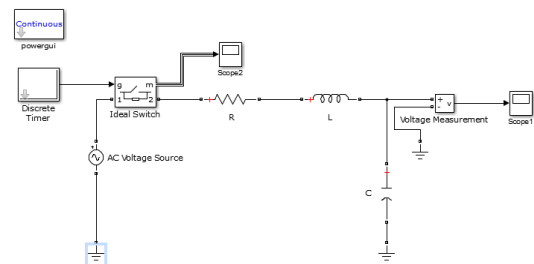 Continuous
powergui
Discrete
Timer
g
m
1
2
Ideal Switch
Scope2
R
L
+
-
v
Voltage Measurement
Scope1
AC Voltage Source
C